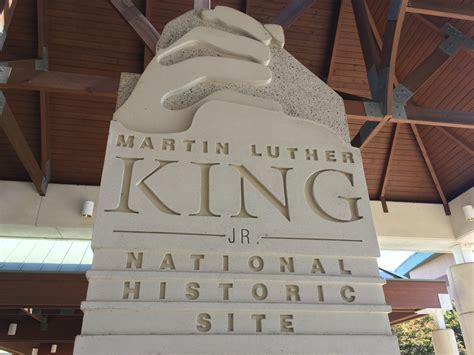 MARTIN LUTHER
KING
JR.
NATIONAL
HISTORIC
SITE